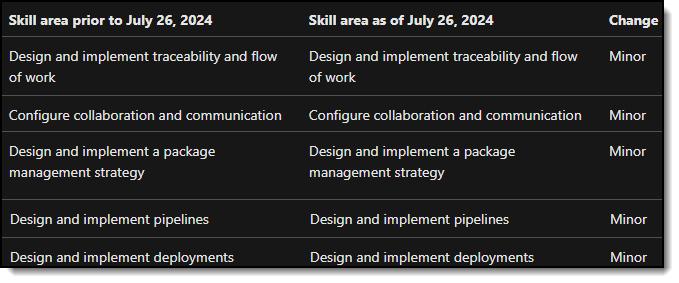 Skill area prior to July 26, 2024 Skill area as of July 26, 2024 Change
Design and implement traceability and flow Design and implement traceability and flow Minor
of work of work
Configure collaboration and communication Configure collaboration and communication Minor
Design and implement a package Design and implement a package Minor
management strategy management strategy
Design and implement pipelines Design and implement pipelines Minor
Design and implement deployments Design and implement deployments Minor